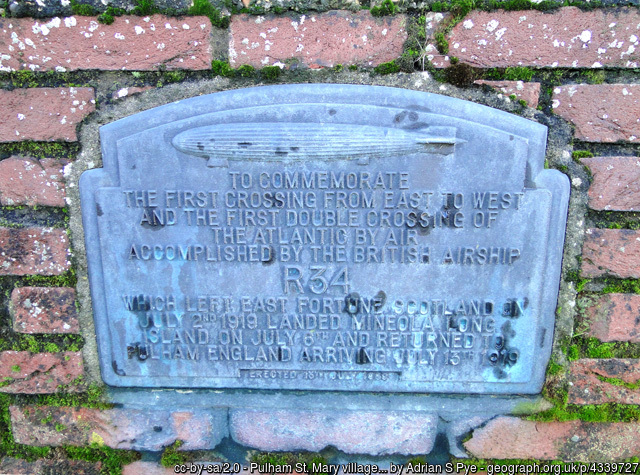 TO COMMEMORATE
THE FIRST CROSSING FROM EAST TO WEST
AND THE FIRST DOUBLE CROSSING OF
THE ATLANTIC BY AIR
ACCOMPLISHED BY THE BRITISH AIRSHIP
R34
WHICH LEFT EAST FORTUNE SCOTLAND ON
JULY 2ND 1919 LANDED MINEOLA LONG
ISLAND ON JULY 6TH AND RETURNED TO
PULHAM ENGLAND ARRIVING JULY 13TH 1919
ERECTED 13TH JULY
cc-by-sa/2.0 - Pulham St. Mary village... by Adrian S Pye - geograph.org.uk/p/4339727